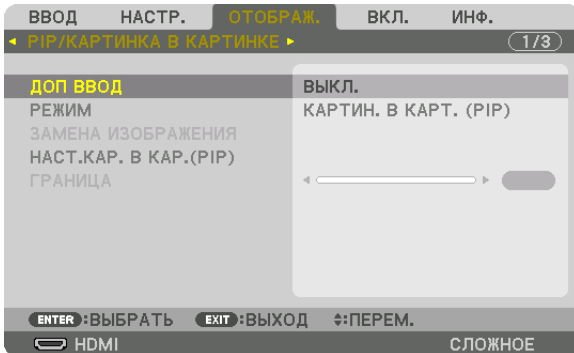 ВВОД НАСТР. ОТОБРАЖ. ВКЛ. ИНФ.
PIP/КАРТИНКА В КАРТИНКЕ 1/3
ДОП ВВОД ВЫКЛ.
РЕЖИМ КАРТИН. В КАРТ. (PIP)
ЗАМЕНА ИЗОБРАЖЕНИЯ
НАСТ.КАР. В КАР.(PIP)
ГРАНИЦА
ENTER:ВЫБРАТЬ EXIT:ВЫХОД :ПЕРЕМ.
HDMI СЛОЖНОЕ